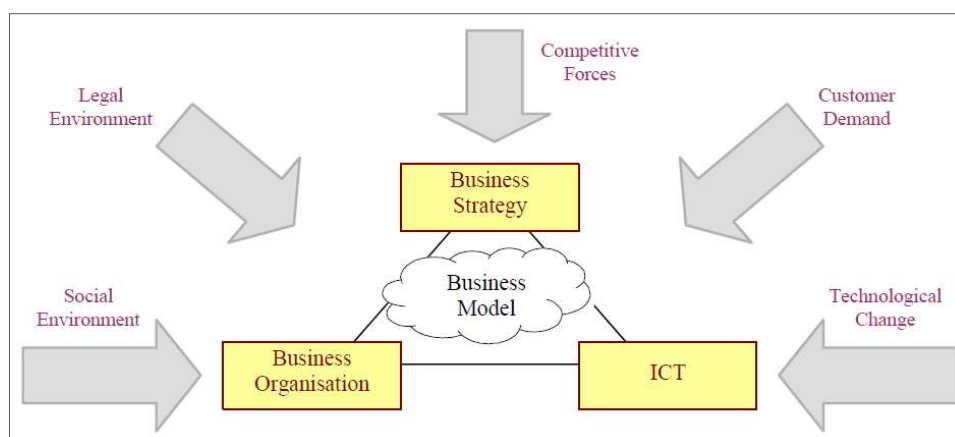 Competitive
Forces
Legal
Environment
Customer
Demand
Business
Strategy
Business
Model
Social
Environment
Technological
Change
Business
Organisation
ICT